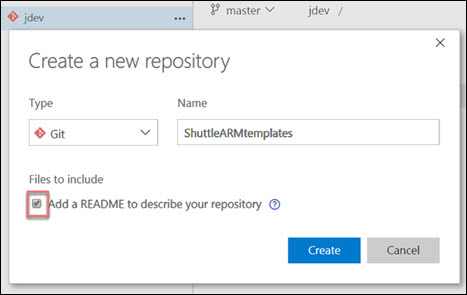 jdev
master jdev /
Create a new repository
Type Name
Git ShuttleARMtemplates
Files to include
Add a README to describe your repository ?
Create Cancel